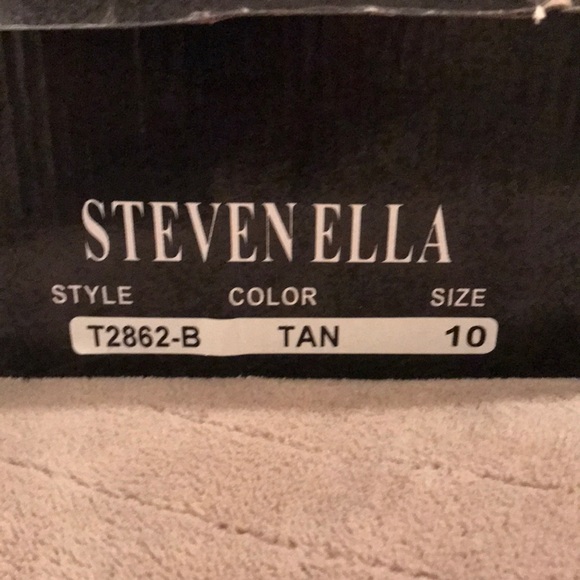 STEVEN ELLA
STYLE COLOR SIZE
T2862-B TAN 10